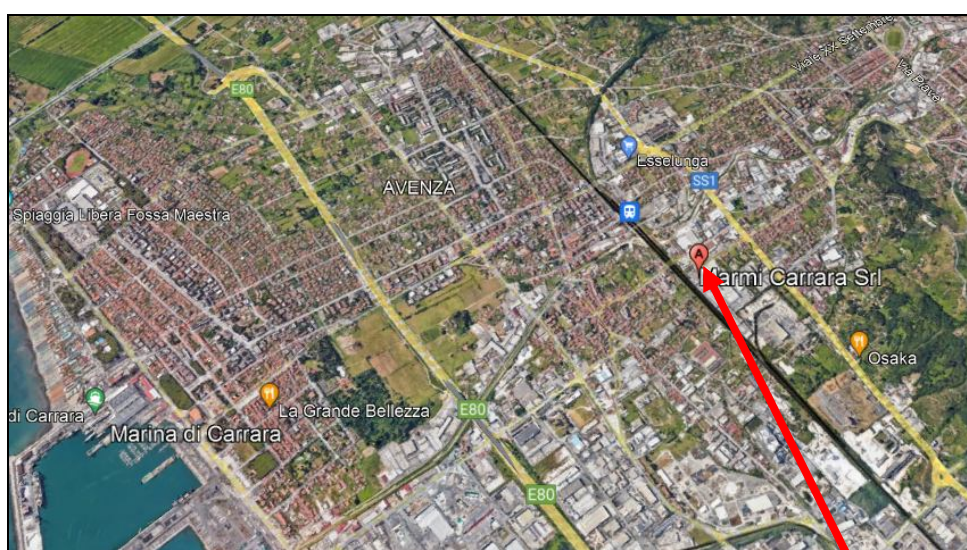 Viale XX Settembre
Via Piave
E80
Esselunga
SS1
AVENZA
Spiaggia Libera Fossa Maestra
A
Marmi Carrara Srl
Osaka
di Carrara
La Grande Bellezza
E80
Marina di Carrara
E80